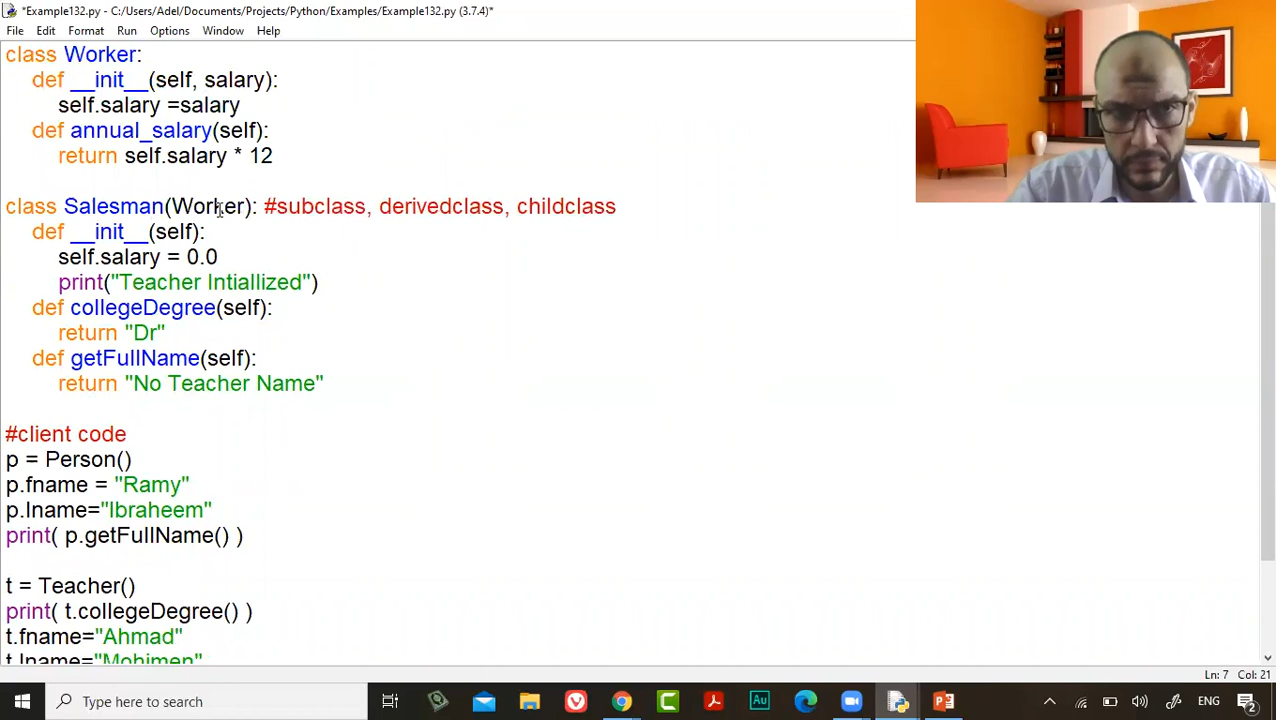 *Example132.py - C:/Users/Adel/Documents/Projects/Python/Examples/Example132.py (3.7.4)*
File Edit Format Run Options Window Help
class Worker:
def __init__(self, salary):
self.salary =salary
def annual_salary(self):
return self.salary * 12
class Salesman(Worker): #subclass, derivedclass, childclass
def __init__(self):
self.salary = 0.0
print("Teacher Intiallized")
def collegeDegree(self):
return "Dr"
def getFullName(self):
return "No Teacher Name"
#client code
p = Person()
p.fname = "Ramy"
p.lname="Ibraheem"
print( p.getFullName() )
t = Teacher()
print( t.collegeDegree() )
t.fname="Ahmad"
t.lname="Mohimen"
Ln: 7 Col: 21
Type here to search
Au
ENG
2